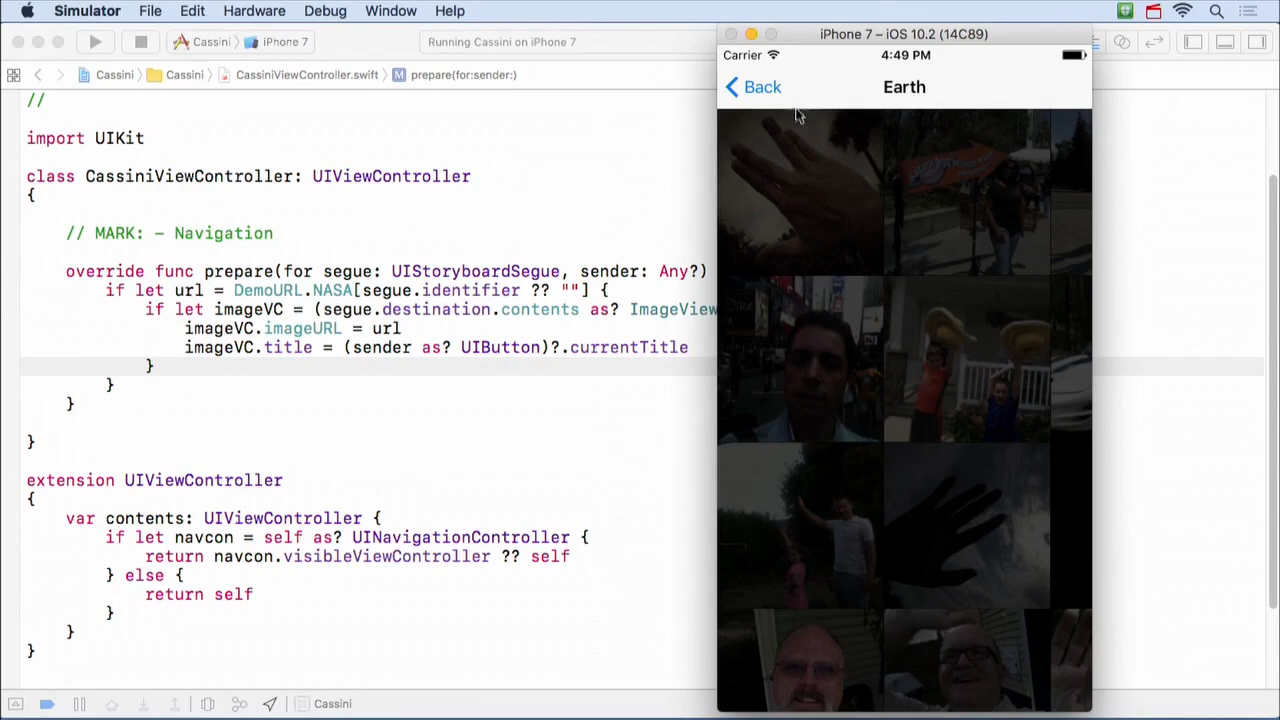 Simulator File Edit Hardware Debug Window Help
Cassini iPhone 7
Running Cassini on iPhone 7
Cassini Cassini CassiniViewController.swift M prepare(for:sender:)
//
import UIKit
class CassiniViewController: UIViewController
{
// MARK: - Navigation
override func prepare(for segue: UIStoryboardSegue, sender: Any?)
if let url = DemoURL.NASA[segue.identifier ?? ""] {
if let imageVC = (segue.destination.contents as? ImageView
imageVC.imageURL = url
imageVC.title = (sender as? UIButton)?.currentTitle
}
}
}
}
extension UIViewController
{
var contents: UIViewController {
if let navcon = self as? UINavigationController {
return navcon.visibleViewController ?? self
} else {
return self
}
}
}
Cassini
iPhone 7 – iOS 10.2 (14C89)
Carrier 4:49 PM
Back Earth